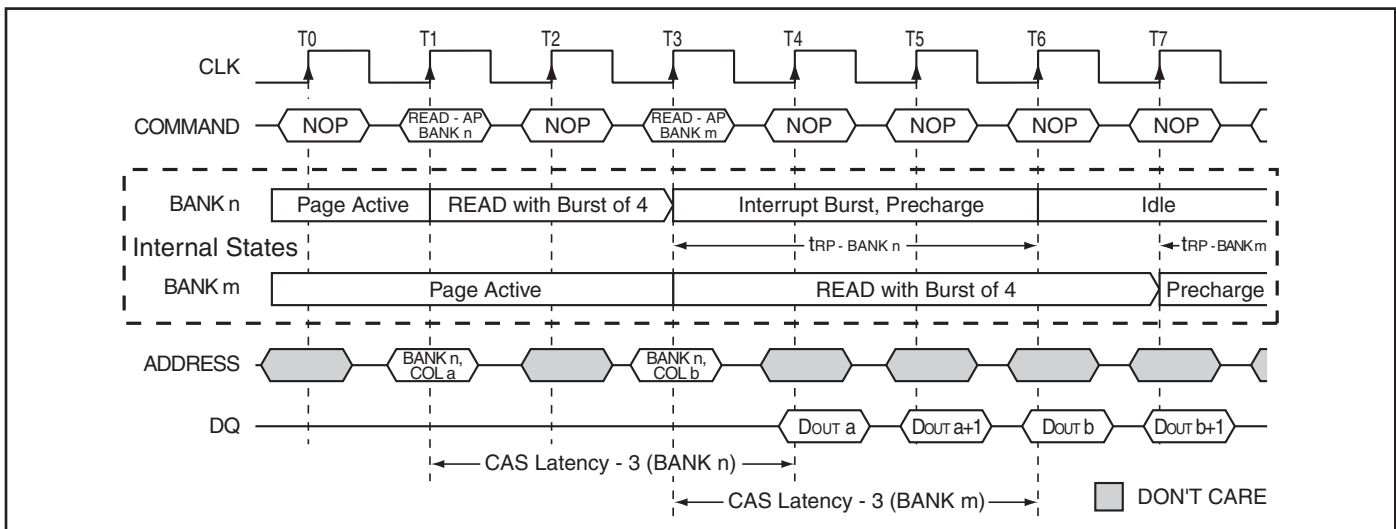 T0 T1 T2 T3 T4 T5 T6 T7
CLK
COMMAND NOP READ - AP BANK n NOP READ - AP BANK m NOP NOP NOP NOP
BANK n Page Active READ with Burst of 4 Interrupt Burst, Precharge Idle
Internal States tRP - BANK n tRP - BANK m
BANK m Page Active READ with Burst of 4 Precharge
ADDRESS BANK n, COL a BANK n, COL b
DQ DOUT a DOUT a+1 DOUT b DOUT b+1
CAS Latency - 3 (BANK n)
CAS Latency - 3 (BANK m) DON'T CARE